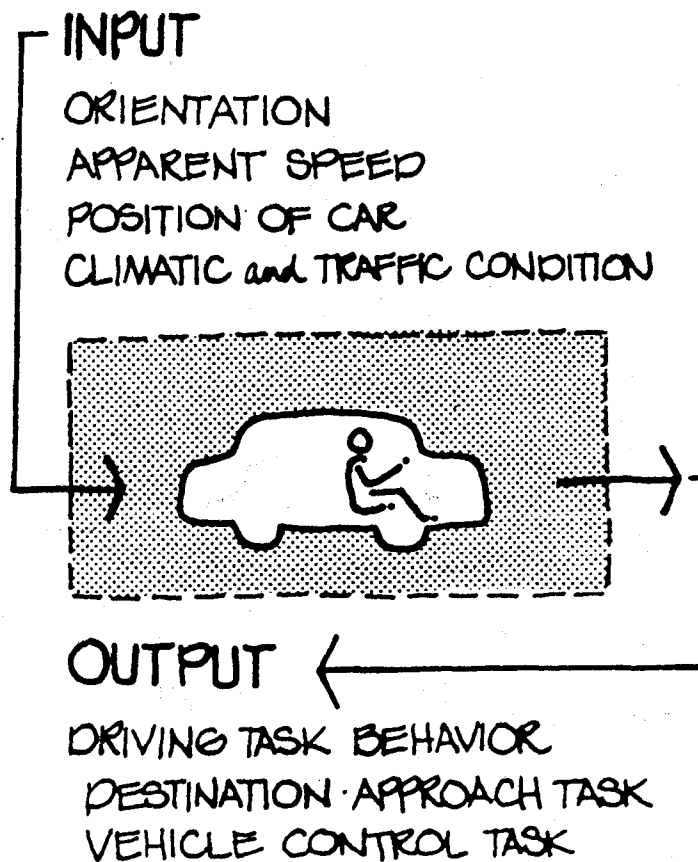 INPUT
ORIENTATION
APPARENT SPEED
POSITION OF CAR
CLIMATIC and TRAFFIC CONDITION
OUTPUT
DRIVING TASK BEHAVIOR
DESTINATION·APPROACH TASK
VEHICLE CONTROL TASK